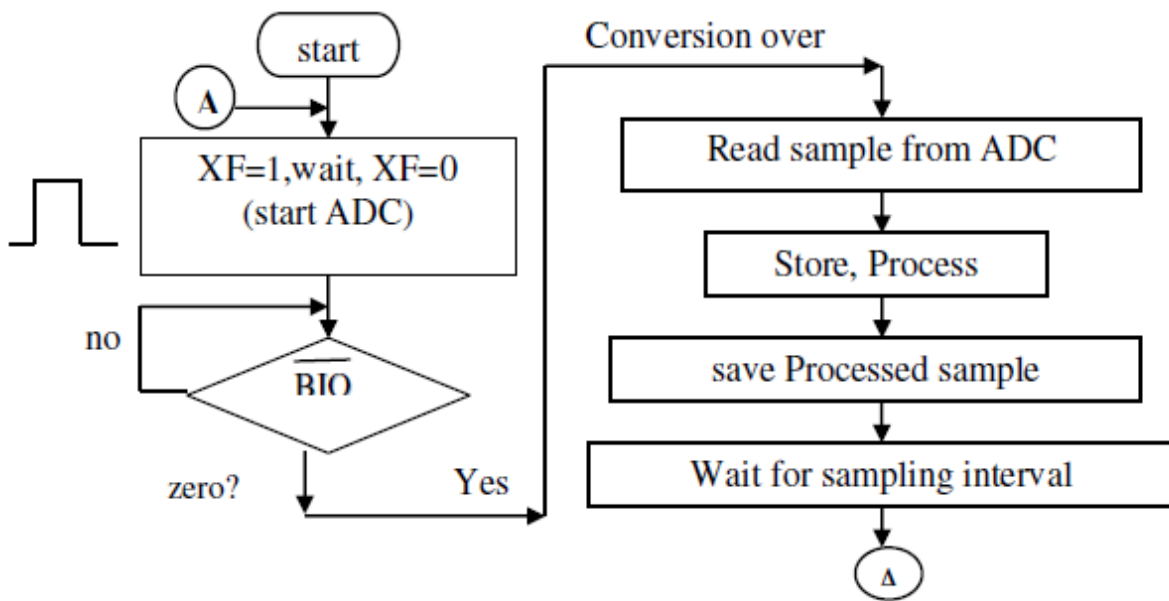 start
A
XF=1,wait, XF=0
(start ADC)
no
BIO
zero?
Yes
Conversion over
Read sample from ADC
Store, Process
save Processed sample
Wait for sampling interval
A